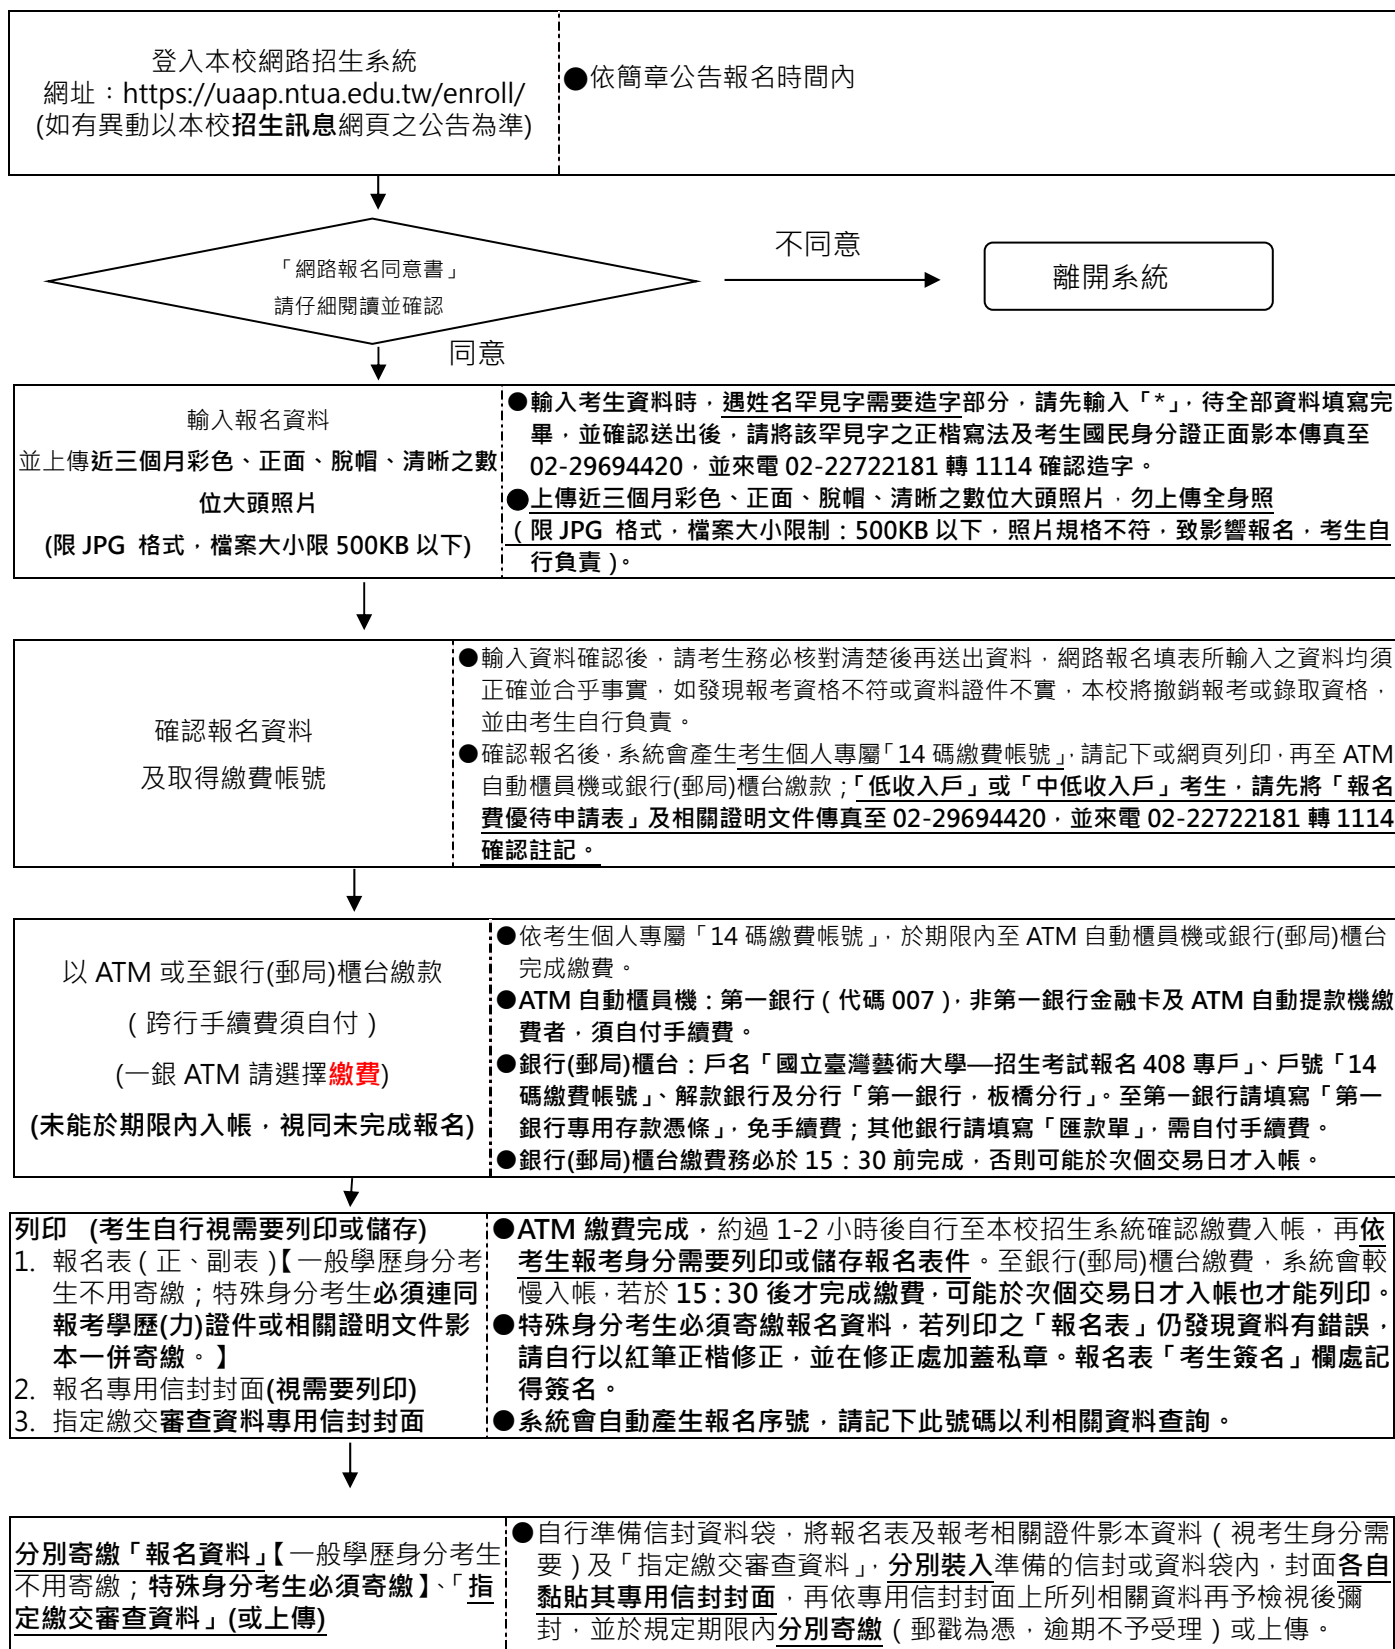 登入本校網路招生系統
網址：https://uaap.ntua.edu.tw/enroll/
(如有異動以本校招生訊息網頁之公告為準)
●依簡章公告報名時間內
「網路報名同意書」
請仔細閱讀並確認
不同意
離開系統
同意
輸入報名資料
並上傳近三個月彩色、正面、脫帽、清晰之數
位大頭照片
(限 JPG 格式，檔案大小限 500KB 以下)
●輸入考生資料時，遇姓名罕見字需要造字部分，請先輸入「*」，待全部資料填寫完
畢，並確認送出後，請將該罕見字之正楷寫法及考生國民身分證正面影本傳真至
02-29694420，並來電 02-22722181 轉 1114 確認造字。
●上傳近三個月彩色、正面、脫帽、清晰之數位大頭照片，勿上傳全身照
（限 JPG 格式，檔案大小限制：500KB 以下，照片規格不符，致影響報名，考生自
行負責）。
確認報名資料
及取得繳費帳號
●輸入資料確認後，請考生務必核對清楚後再送出資料，網路報名填表所輸入之資料均須
正確並合乎事實，如發現報考資格不符或資料證件不實，本校將撤銷報考或錄取資格，
並由考生自行負責。
●確認報名後，系統會產生考生個人專屬「14 碼繳費帳號」，請記下或網頁列印，再至 ATM
自動櫃員機或銀行(郵局)櫃台繳款；「低收入戶」或「中低收入戶」考生，請先將「報名
費優待申請表」及相關證明文件傳真至 02-29694420，並來電 02-22722181 轉 1114
確認註記。
以 ATM 或至銀行(郵局)櫃台繳款
（跨行手續費須自付）
(一銀 ATM 請選擇繳費)
(未能於期限內入帳，視同未完成報名)
●依考生個人專屬「14 碼繳費帳號」，於期限內至 ATM 自動櫃員機或銀行(郵局)櫃台
完成繳費。
●ATM 自動櫃員機：第一銀行（代碼 007），非第一銀行金融卡及 ATM 自動提款機繳
費者，須自付手續費。
●銀行(郵局)櫃台：戶名「國立臺灣藝術大學—招生考試報名 408 專戶」、戶號「14
碼繳費帳號」、解款銀行及分行「第一銀行，板橋分行」。至第一銀行請填寫「第一
銀行專用存款憑條」，免手續費；其他銀行請填寫「匯款單」，需自付手續費。
●銀行(郵局)櫃台繳費務必於 15：30 前完成，否則可能於次個交易日才入帳。
列印 (考生自行視需要列印或儲存)
1. 報名表（正、副表）【一般學歷身分考
生不用寄繳；特殊身分考生必須連同
報考學歷(力)證件或相關證明文件影
本一併寄繳。】
2. 報名專用信封封面(視需要列印)
3. 指定繳交審查資料專用信封封面
●ATM 繳費完成，約過 1-2 小時後自行至本校招生系統確認繳費入帳，再依
考生報考身分需要列印或儲存報名表件。至銀行(郵局)櫃台繳費，系統會較
慢入帳，若於 15：30 後才完成繳費，可能於次個交易日才入帳也才能列印。
●特殊身分考生必須寄繳報名資料，若列印之「報名表」仍發現資料有錯誤，
請自行以紅筆正楷修正，並在修正處加蓋私章。報名表「考生簽名」欄處記
得簽名。
●系統會自動產生報名序號，請記下此號碼以利相關資料查詢。
分別寄繳「報名資料」【一般學歷身分考生
不用寄繳；特殊身分考生必須寄繳】、「指
定繳交審查資料」(或上傳)
●自行準備信封資料袋，將報名表及報考相關證件影本資料（視考生身分需
要）及「指定繳交審查資料」，分別裝入準備的信封或資料袋內，封面各自
黏貼其專用信封封面，再依專用信封封面上所列相關資料再予檢視後彌
封，並於規定期限內分別寄繳（郵戳為憑，逾期不予受理）或上傳。